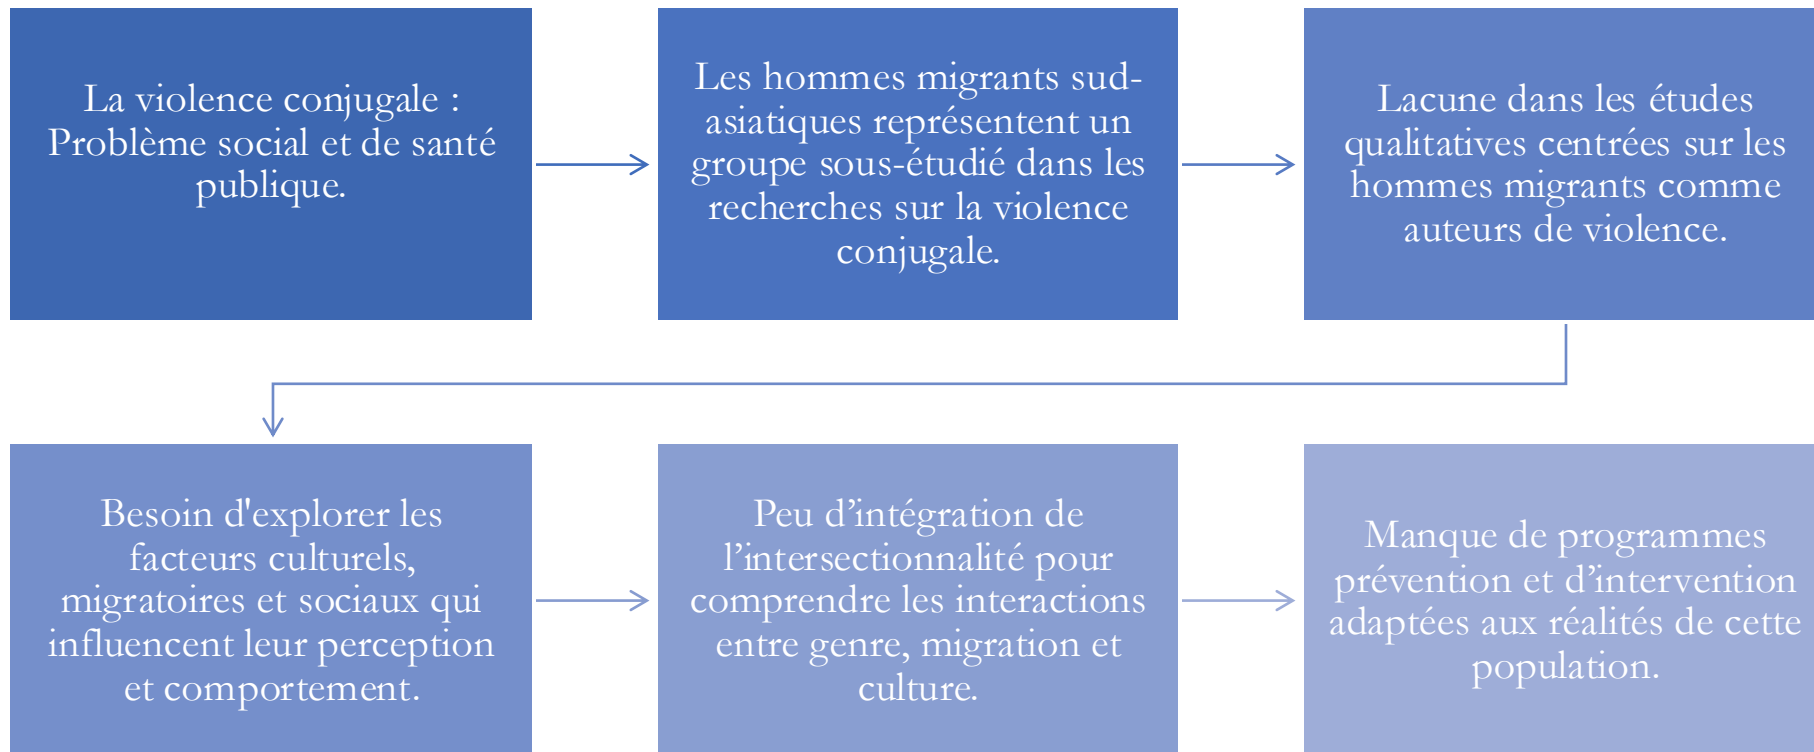 La violence conjugale :
Problème social et de santé
publique.
Les hommes migrants sud-
asiatiques représentent un
groupe sous-étudié dans les
recherches sur la violence
conjugale.
Lacune dans les études
qualitatives centrées sur les
hommes migrants comme
auteurs de violence.
Besoin d'explorer les
facteurs culturels,
migratoires et sociaux qui
influencent leur perception
et comportement.
Peu d’intégration de
l’intersectionnalité pour
comprendre les interactions
entre genre, migration et
culture.
Manque de programmes
prévention et d’intervention
adaptées aux réalités de cette
population.